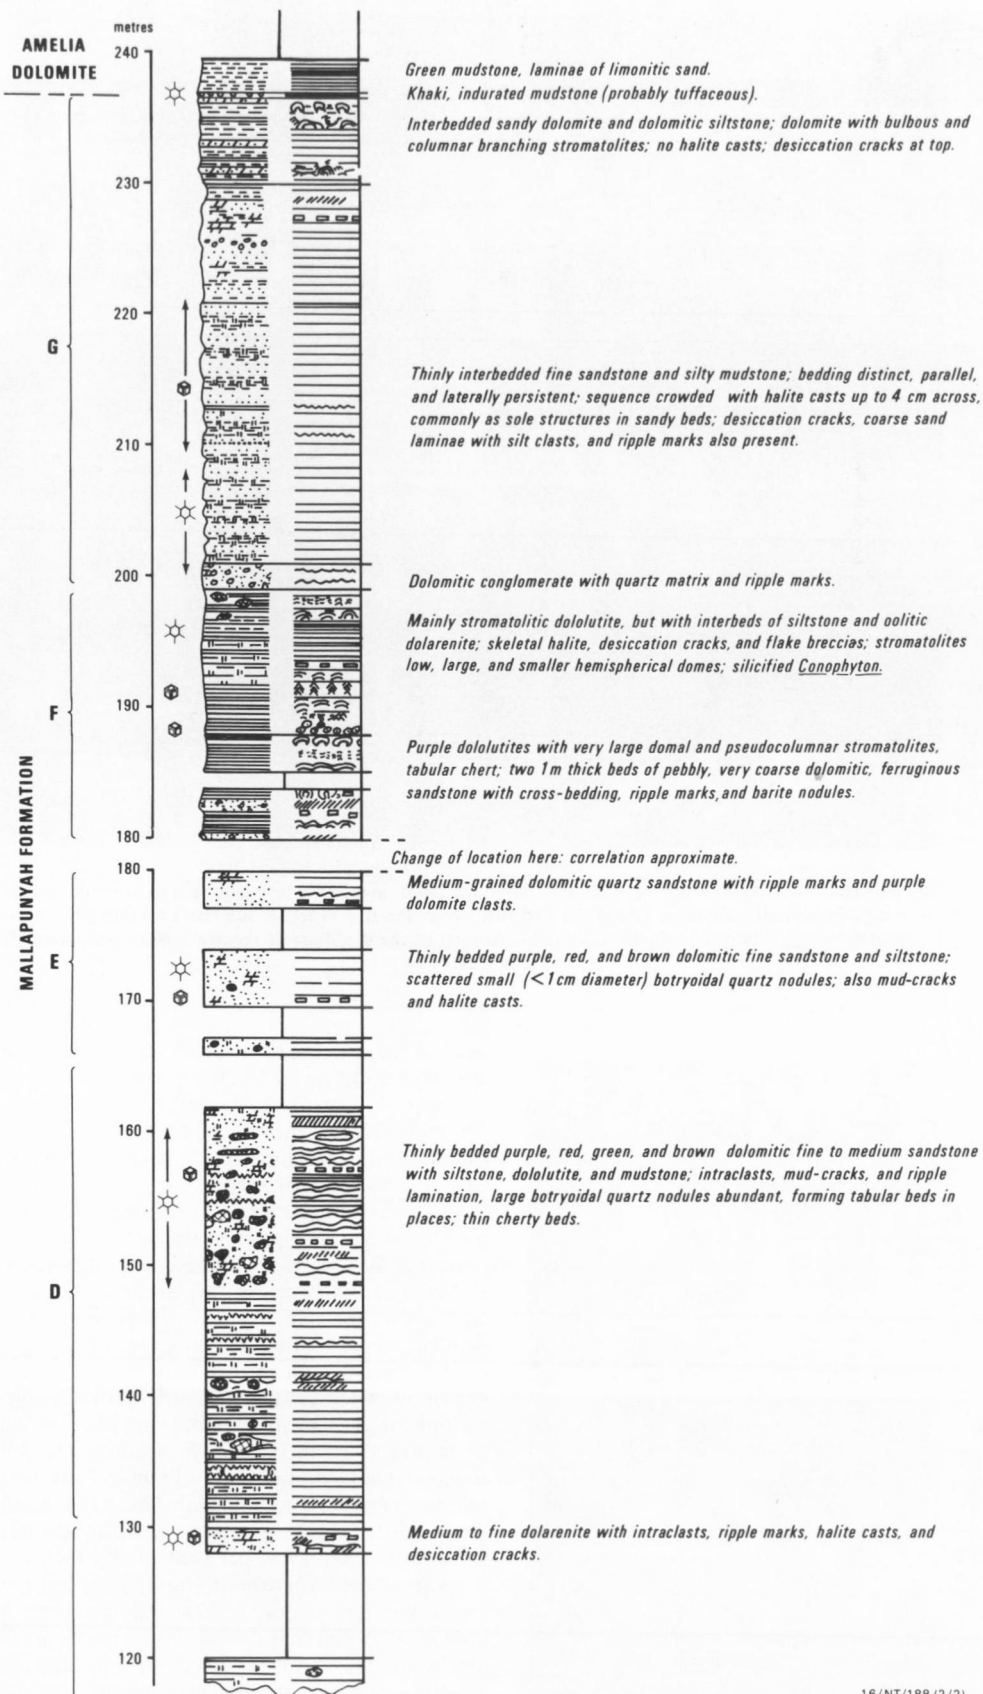 metres
AMELIA
DOLOMITE
240
Green mudstone, laminae of limonitic sand.
Khaki, indurated mudstone (probably tuffaceous).
Interbedded sandy dolomite and dolomitic siltstone; dolomite with bulbous and
columnar branching stromatolites; no halite casts; desiccation cracks at top.
230
220
G
Thinly interbedded fine sandstone and silty mudstone; bedding distinct, parallel,
and laterally persistent; sequence crowded with halite casts up to 4 cm across,
commonly as sole structures in sandy beds; desiccation cracks, coarse sand
laminae with silt clasts, and ripple marks also present.
210
200
Dolomitic conglomerate with quartz matrix and ripple marks.
Mainly stromatolitic dololutite, but with interbeds of siltstone and oolitic
dolarenite; skeletal halite, desiccation cracks, and flake breccias; stromatolites
low, large, and smaller hemispherical domes; silicified Conophyton.
190
F
Purple dololutites with very large domal and pseudocolumnar stromatolites,
tabular chert; two 1m thick beds of pebbly, very coarse dolomitic, ferruginous
sandstone with cross-bedding, ripple marks, and barite nodules.
MALLAPUNYAH FORMATION
180
Change of location here: correlation approximate.
180
Medium-grained dolomitic quartz sandstone with ripple marks and purple
dolomite clasts.
E
Thinly bedded purple, red, and brown dolomitic fine sandstone and siltstone;
scattered small (<1cm diameter) botryoidal quartz nodules; also mud-cracks
and halite casts.
170
160
Thinly bedded purple, red, green, and brown dolomitic fine to medium sandstone
with siltstone, dololutite, and mudstone; intraclasts, mud-cracks, and ripple
lamination, large botryoidal quartz nodules abundant, forming tabular beds in
places; thin cherty beds.
150
D
140
130
Medium to fine dolarenite with intraclasts, ripple marks, halite casts, and
desiccation cracks.
120